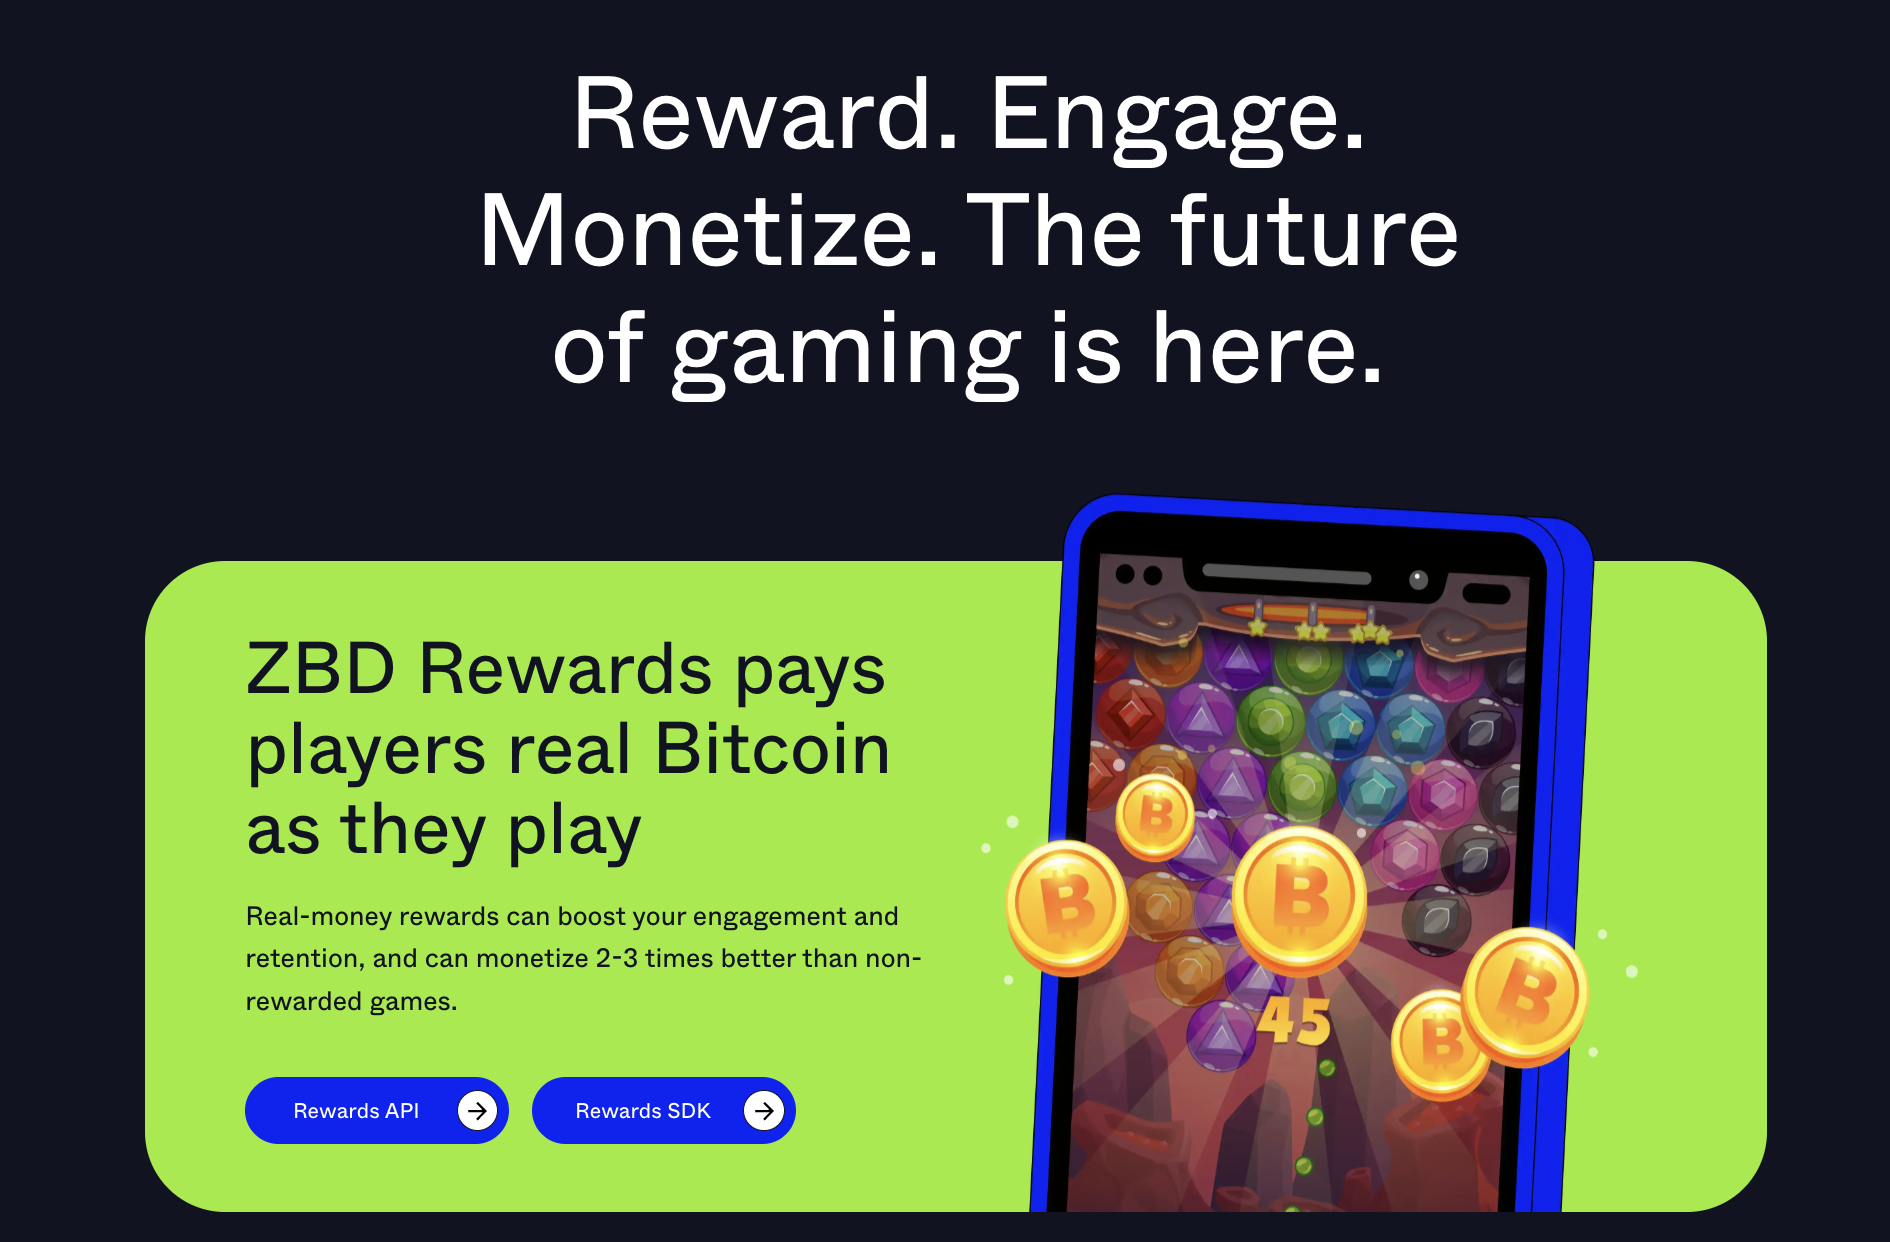 Reward. Engage.
Monetize. The future
of gaming is here.
ZBD Rewards pays
players real Bitcoin
as they play
Real-money rewards can boost your engagement and
retention, and can monetize 2-3 times better than non-
rewarded games.
Rewards API
Rewards SDK
45